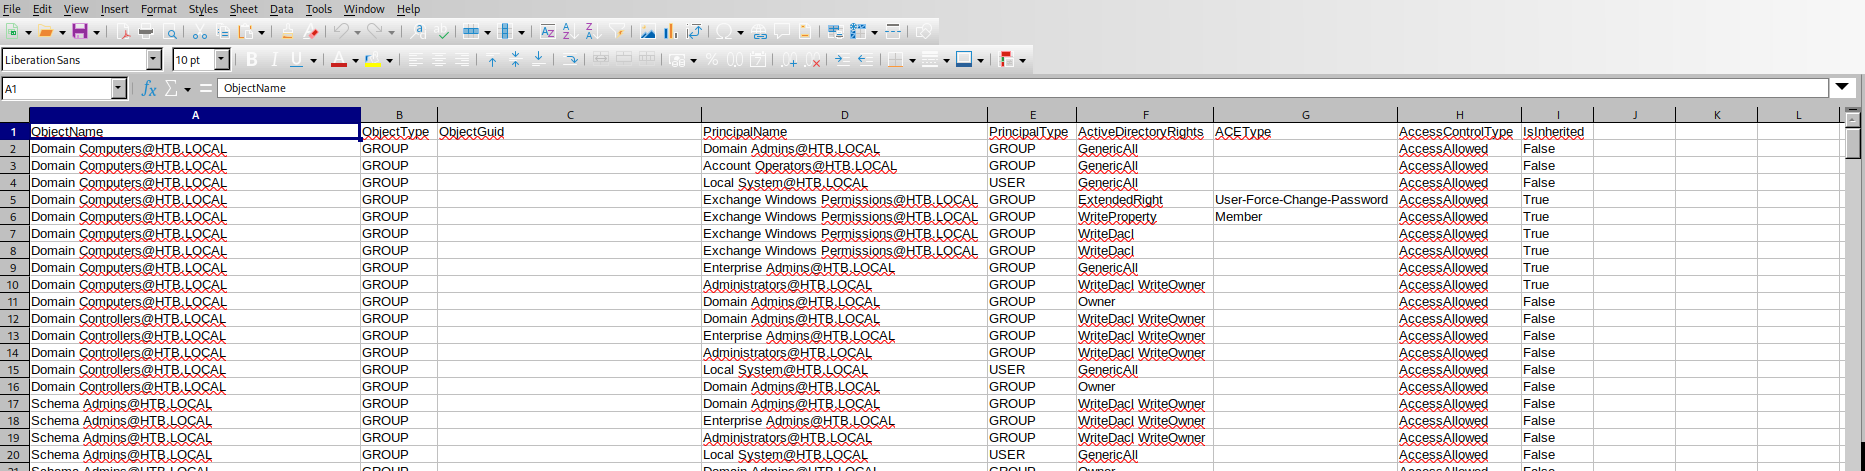 File Edit View Insert Format Styles Sheet Data Tools Window Help
Liberation Sans 10 pt
A1 ObjectName
A B C D E F G H I J K L
1 ObjectName ObjectType ObjectGuid PrincipalName PrincipalType ActiveDirectoryRights ACEType AccessControlType IsInherited
2 Domain Computers@HTB.LOCAL GROUP Domain Admins@HTB.LOCAL GROUP GenericAll AccessAllowed False
3 Domain Computers@HTB.LOCAL GROUP Account Operators@HTB.LOCAL GROUP GenericAll AccessAllowed False
4 Domain Computers@HTB.LOCAL GROUP Local System@HTB.LOCAL USER GenericAll AccessAllowed False
5 Domain Computers@HTB.LOCAL GROUP Exchange Windows Permissions@HTB.LOCAL GROUP ExtendedRight User-Force-Change-Password AccessAllowed True
6 Domain Computers@HTB.LOCAL GROUP Exchange Windows Permissions@HTB.LOCAL GROUP WriteProperty Member AccessAllowed True
7 Domain Computers@HTB.LOCAL GROUP Exchange Windows Permissions@HTB.LOCAL GROUP WriteDacl AccessAllowed True
8 Domain Computers@HTB.LOCAL GROUP Exchange Windows Permissions@HTB.LOCAL GROUP WriteDacl AccessAllowed True
9 Domain Computers@HTB.LOCAL GROUP Enterprise Admins@HTB.LOCAL GROUP GenericAll AccessAllowed True
10 Domain Computers@HTB.LOCAL GROUP Administrators@HTB.LOCAL GROUP WriteDacl WriteOwner AccessAllowed True
11 Domain Computers@HTB.LOCAL GROUP Domain Admins@HTB.LOCAL GROUP Owner AccessAllowed False
12 Domain Controllers@HTB.LOCAL GROUP Domain Admins@HTB.LOCAL GROUP WriteDacl WriteOwner AccessAllowed False
13 Domain Controllers@HTB.LOCAL GROUP Enterprise Admins@HTB.LOCAL GROUP WriteDacl WriteOwner AccessAllowed False
14 Domain Controllers@HTB.LOCAL GROUP Administrators@HTB.LOCAL GROUP WriteDacl WriteOwner AccessAllowed False
15 Domain Controllers@HTB.LOCAL GROUP Local System@HTB.LOCAL USER GenericAll AccessAllowed False
16 Domain Controllers@HTB.LOCAL GROUP Domain Admins@HTB.LOCAL GROUP Owner AccessAllowed False
17 Schema Admins@HTB.LOCAL GROUP Domain Admins@HTB.LOCAL GROUP WriteDacl WriteOwner AccessAllowed False
18 Schema Admins@HTB.LOCAL GROUP Enterprise Admins@HTB.LOCAL GROUP WriteDacl WriteOwner AccessAllowed False
19 Schema Admins@HTB.LOCAL GROUP Administrators@HTB.LOCAL GROUP WriteDacl WriteOwner AccessAllowed False
20 Schema Admins@HTB.LOCAL GROUP Local System@HTB.LOCAL USER GenericAll AccessAllowed False
21 Schema Admins@HTB.LOCAL GROUP Domain Admins@HTB.LOCAL GROUP Owner AccessAllowed False